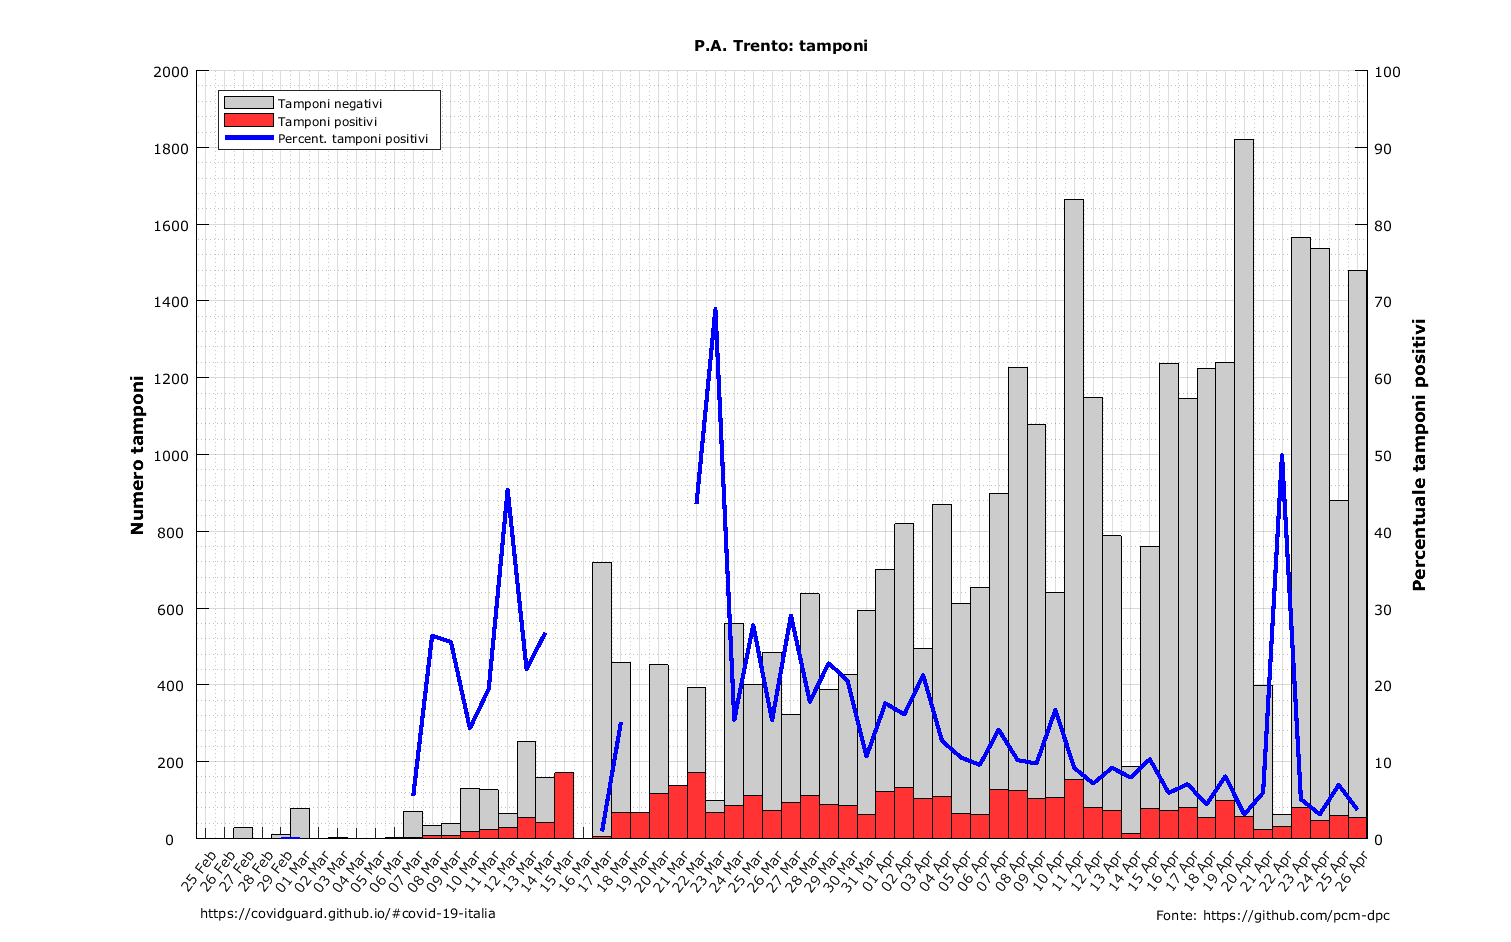 P.A. Trento: tamponi
Tamponi negativi
Tamponi positivi
Percent. tamponi positivi
Numero tamponi
0
200
400
600
800
1000
1200
1400
1600
1800
2000
Percentuale tamponi positivi
0
10
20
30
40
50
60
70
80
90
100
25 Feb
26 Feb
27 Feb
28 Feb
29 Feb
01 Mar
02 Mar
03 Mar
04 Mar
05 Mar
06 Mar
07 Mar
08 Mar
09 Mar
10 Mar
11 Mar
12 Mar
13 Mar
14 Mar
15 Mar
16 Mar
17 Mar
18 Mar
19 Mar
20 Mar
21 Mar
22 Mar
23 Mar
24 Mar
25 Mar
26 Mar
27 Mar
28 Mar
29 Mar
30 Mar
31 Mar
01 Apr
02 Apr
03 Apr
04 Apr
05 Apr
06 Apr
07 Apr
08 Apr
09 Apr
10 Apr
11 Apr
12 Apr
13 Apr
14 Apr
15 Apr
16 Apr
17 Apr
18 Apr
19 Apr
20 Apr
21 Apr
22 Apr
23 Apr
24 Apr
25 Apr
26 Apr
https://covidguard.github.io/#covid-19-italia
Fonte: https://github.com/pcm-dpc